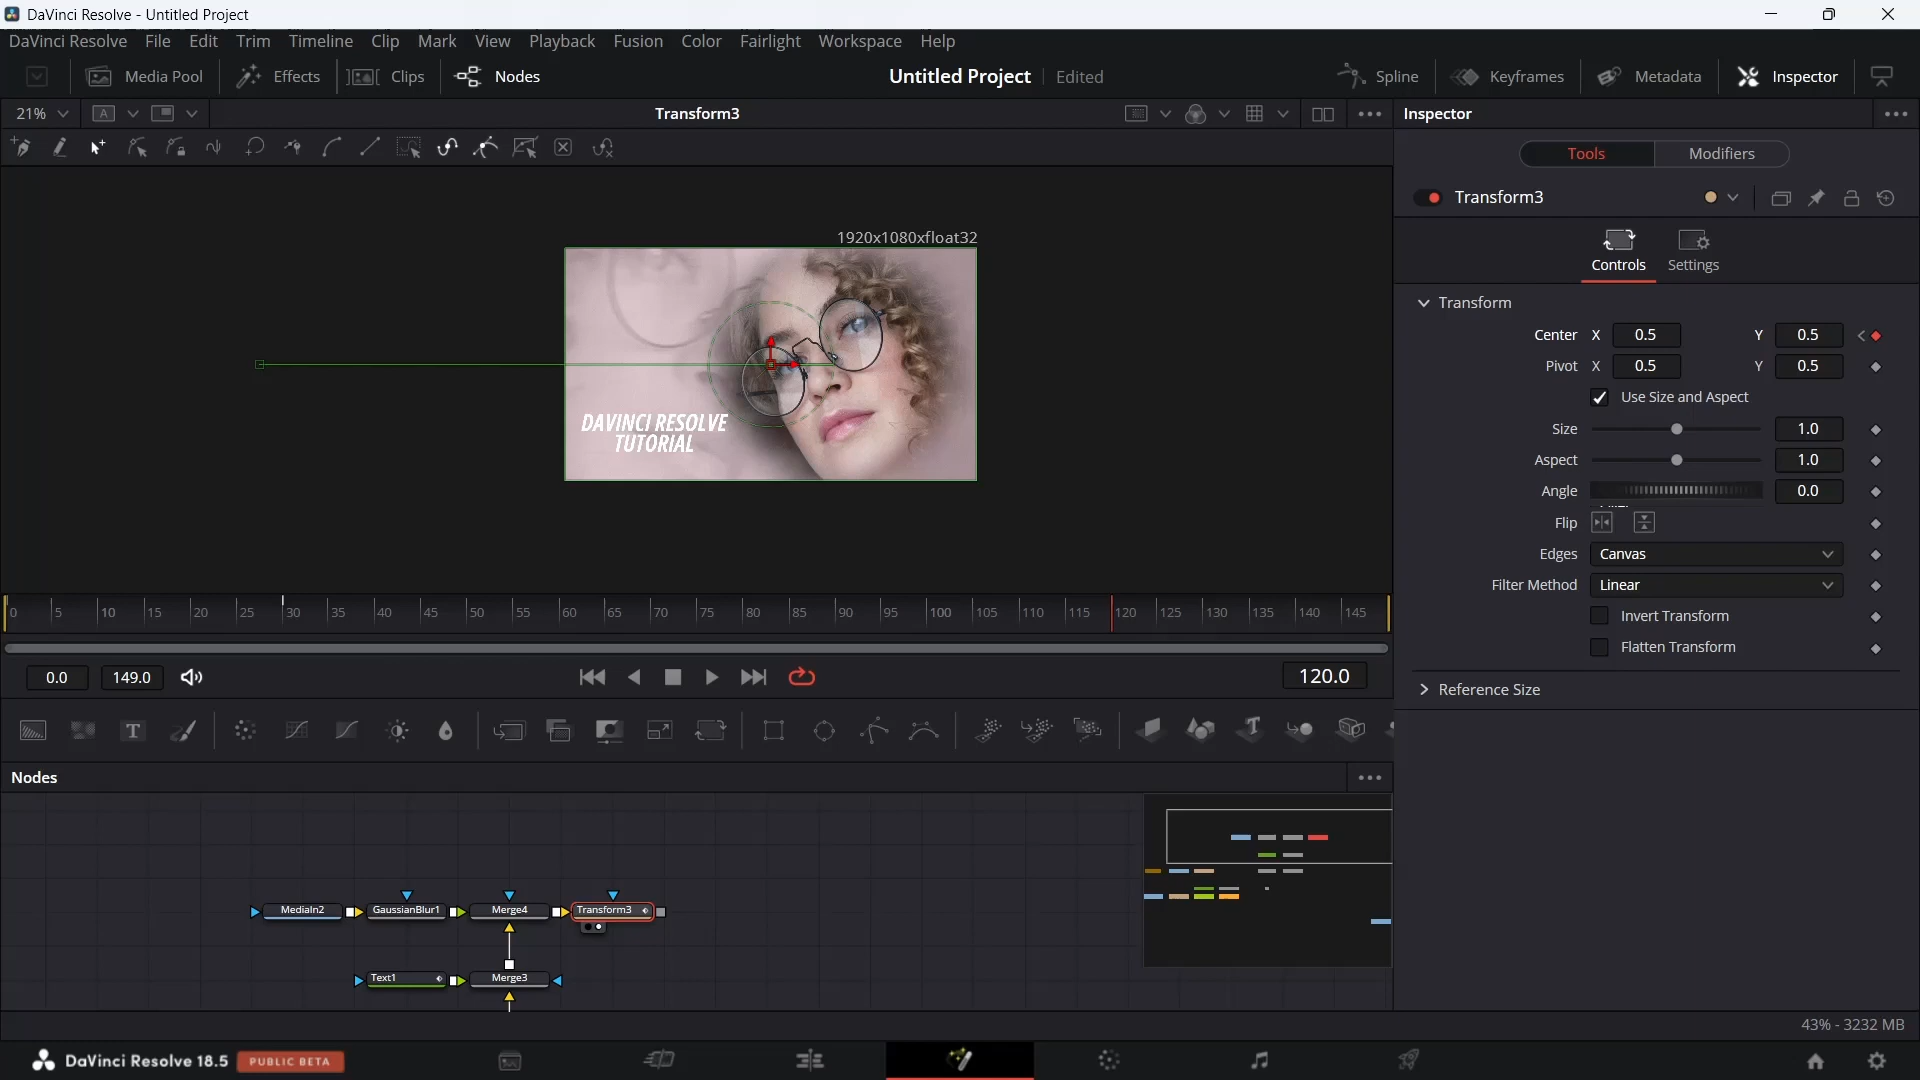 DaVinci Resolve - Untitled Project
DaVinci Resolve File Edit Trim Timeline Clip Mark View Playback Fusion Color Fairlight Workspace Help
Media Pool Effects Clips Nodes Untitled Project Edited Spline Keyframes Metadata Inspector
21% A Transform3 Inspector
Tools Modifiers
Transform3
1920x1080xfloat32
Controls Settings
Transform
Center X 0.5 Y 0.5
Pivot X 0.5 Y 0.5
Use Size and Aspect
Size 1.0
Aspect 1.0
Angle 0.0
Flip
Edges Canvas
Filter Method Linear
Invert Transform
Flatten Transform
Reference Size
DAVINCI RESOLVE
TUTORIAL
0 5 10 15 20 25 30 35 40 45 50 55 60 65 70 75 80 85 90 95 100 105 110 115 120 125 130 135 140 145
0.0 149.0 120.0
Nodes
MediaIn2 GaussianBlur1 Merge4 Transform3
Text1 Merge3
43% - 3232 MB
DaVinci Resolve 18.5 PUBLIC BETA